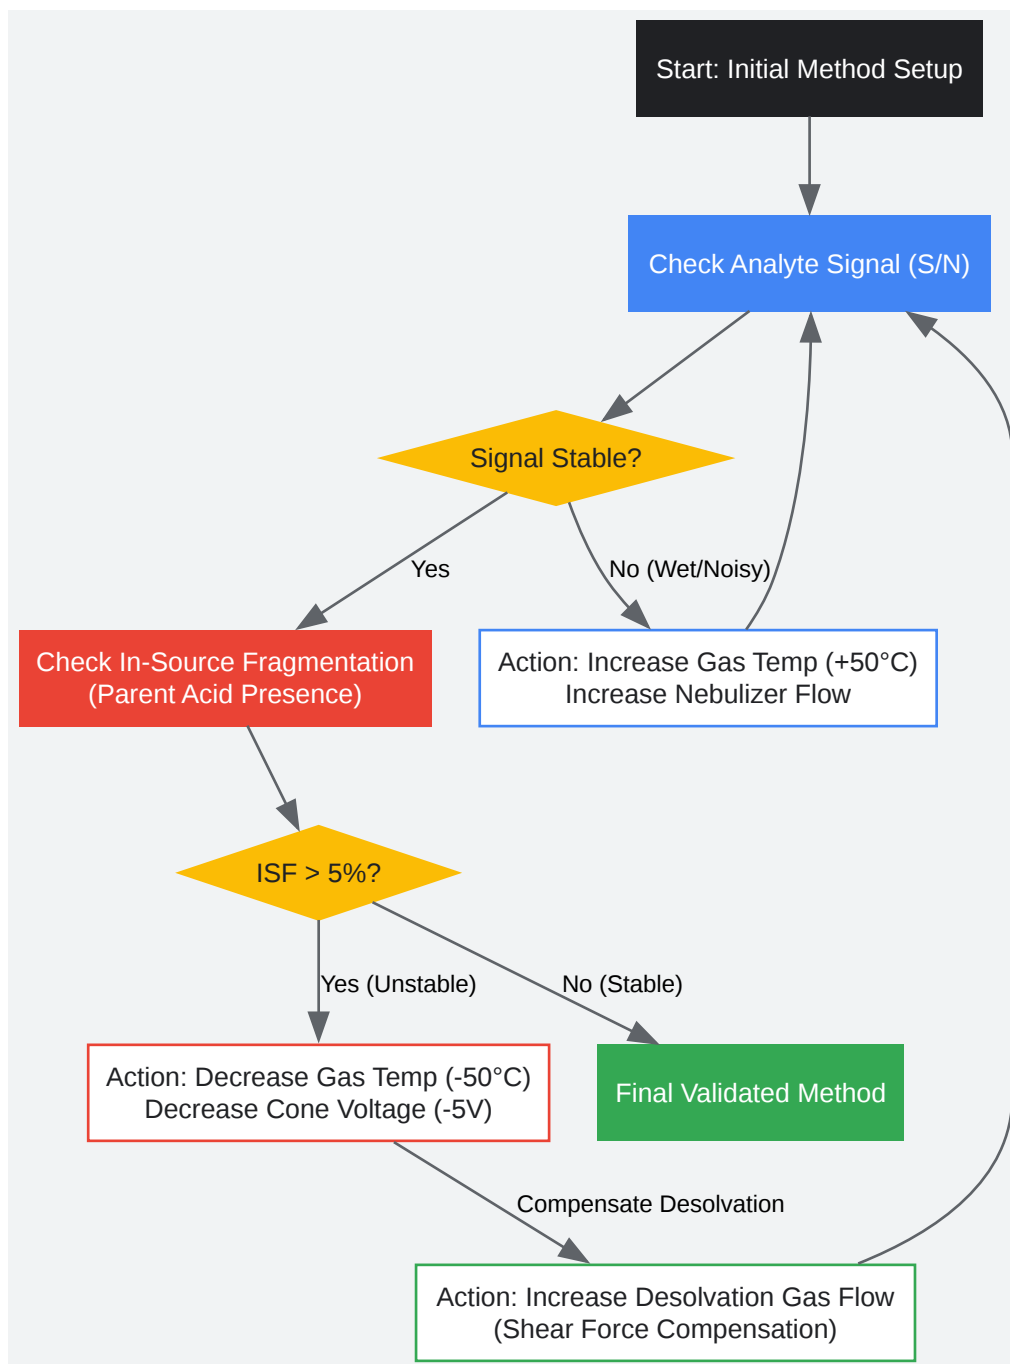 Start: Initial Method Setup
Check Analyte Signal (S/N)
Signal Stable?
Yes
No (Wet/Noisy)
Check In-Source Fragmentation
(Parent Acid Presence)
Action: Increase Gas Temp (+50°C)
Increase Nebulizer Flow
ISF > 5%?
Yes (Unstable)
No (Stable)
Action: Decrease Gas Temp (-50°C)
Decrease Cone Voltage (-5V)
Final Validated Method
Compensate Desolvation
Action: Increase Desolvation Gas Flow
(Shear Force Compensation)